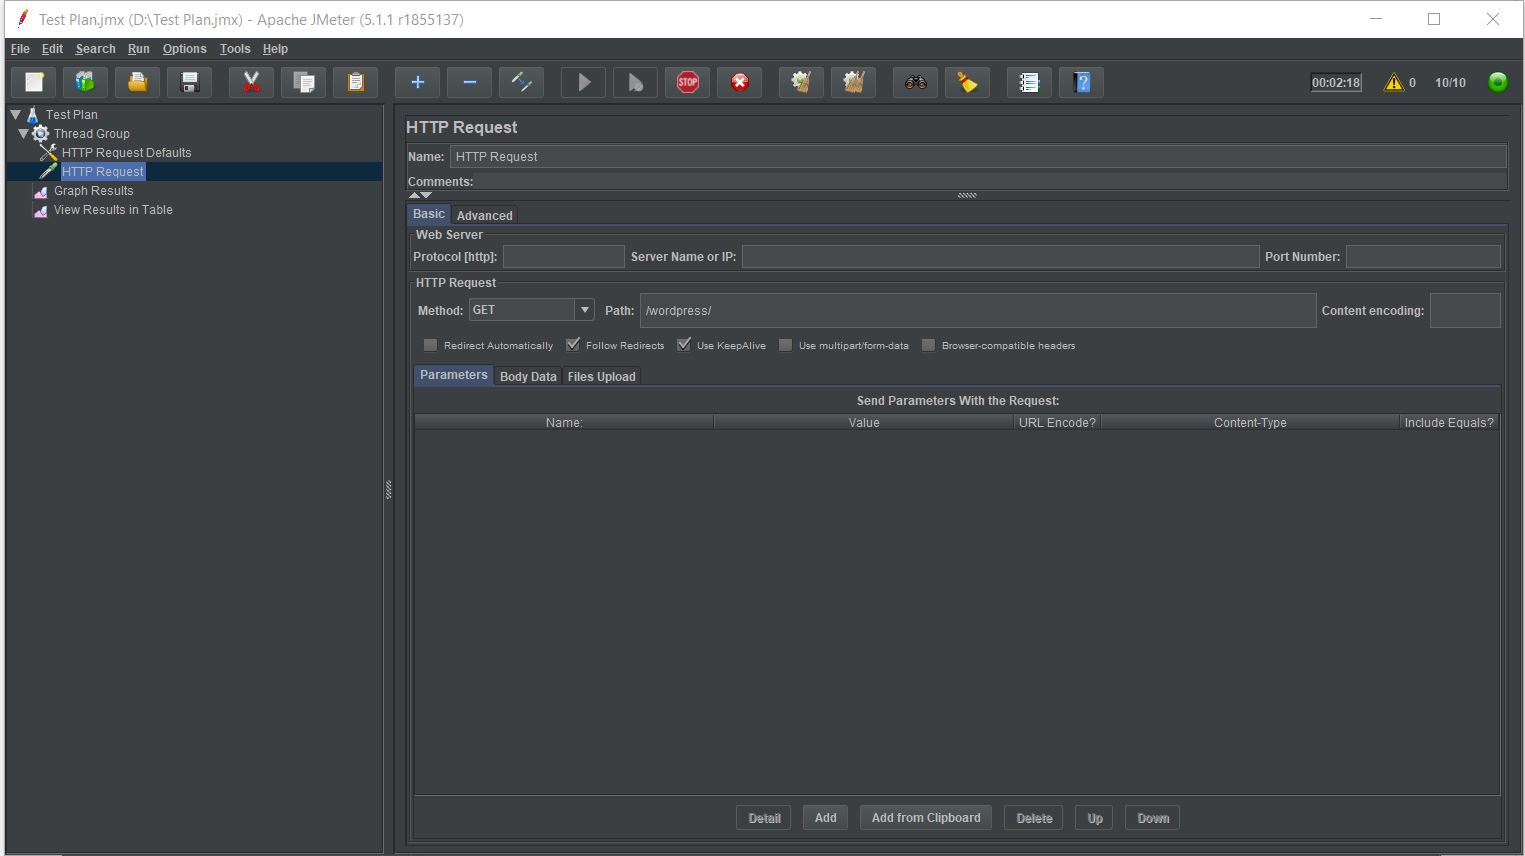 Test Plan.jmx (D:\Test Plan.jmx) - Apache JMeter (5.1.1 r1855137)
File Edit Search Run Options Tools Help
STOP 00:02:18 0 10/10
Test Plan
Thread Group
HTTP Request Defaults
HTTP Request
Graph Results
View Results in Table
HTTP Request
Name: HTTP Request
Comments:
Basic Advanced
Web Server
Protocol [http]: Server Name or IP: Port Number:
HTTP Request
Method: GET Path: /wordpress/ Content encoding:
Redirect Automatically Follow Redirects Use KeepAlive Use multipart/form-data Browser-compatible headers
Parameters Body Data Files Upload
Send Parameters With the Request:
Name: Value URL Encode? Content-Type Include Equals?
Detail Add Add from Clipboard Delete Up Down